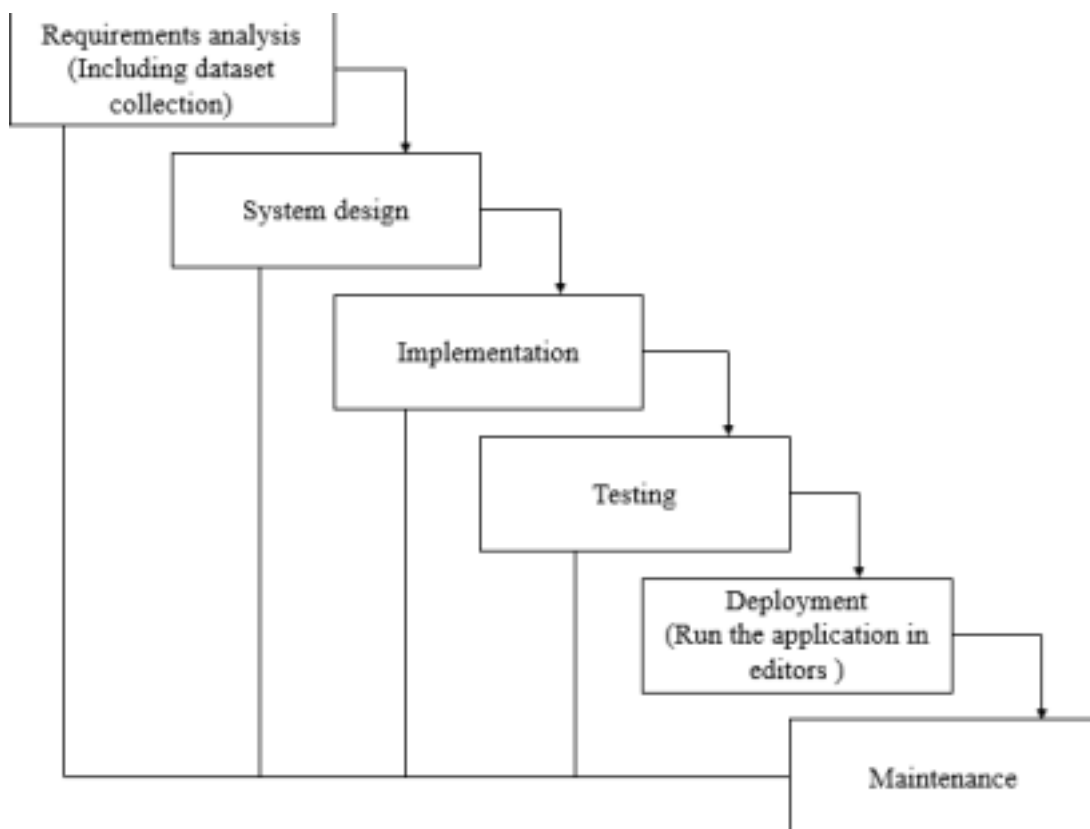 Requirements analysis
(Including dataset
collection)
System design
Implementation
Testing
Deployment
(Run the application in
editors )
Maintenance